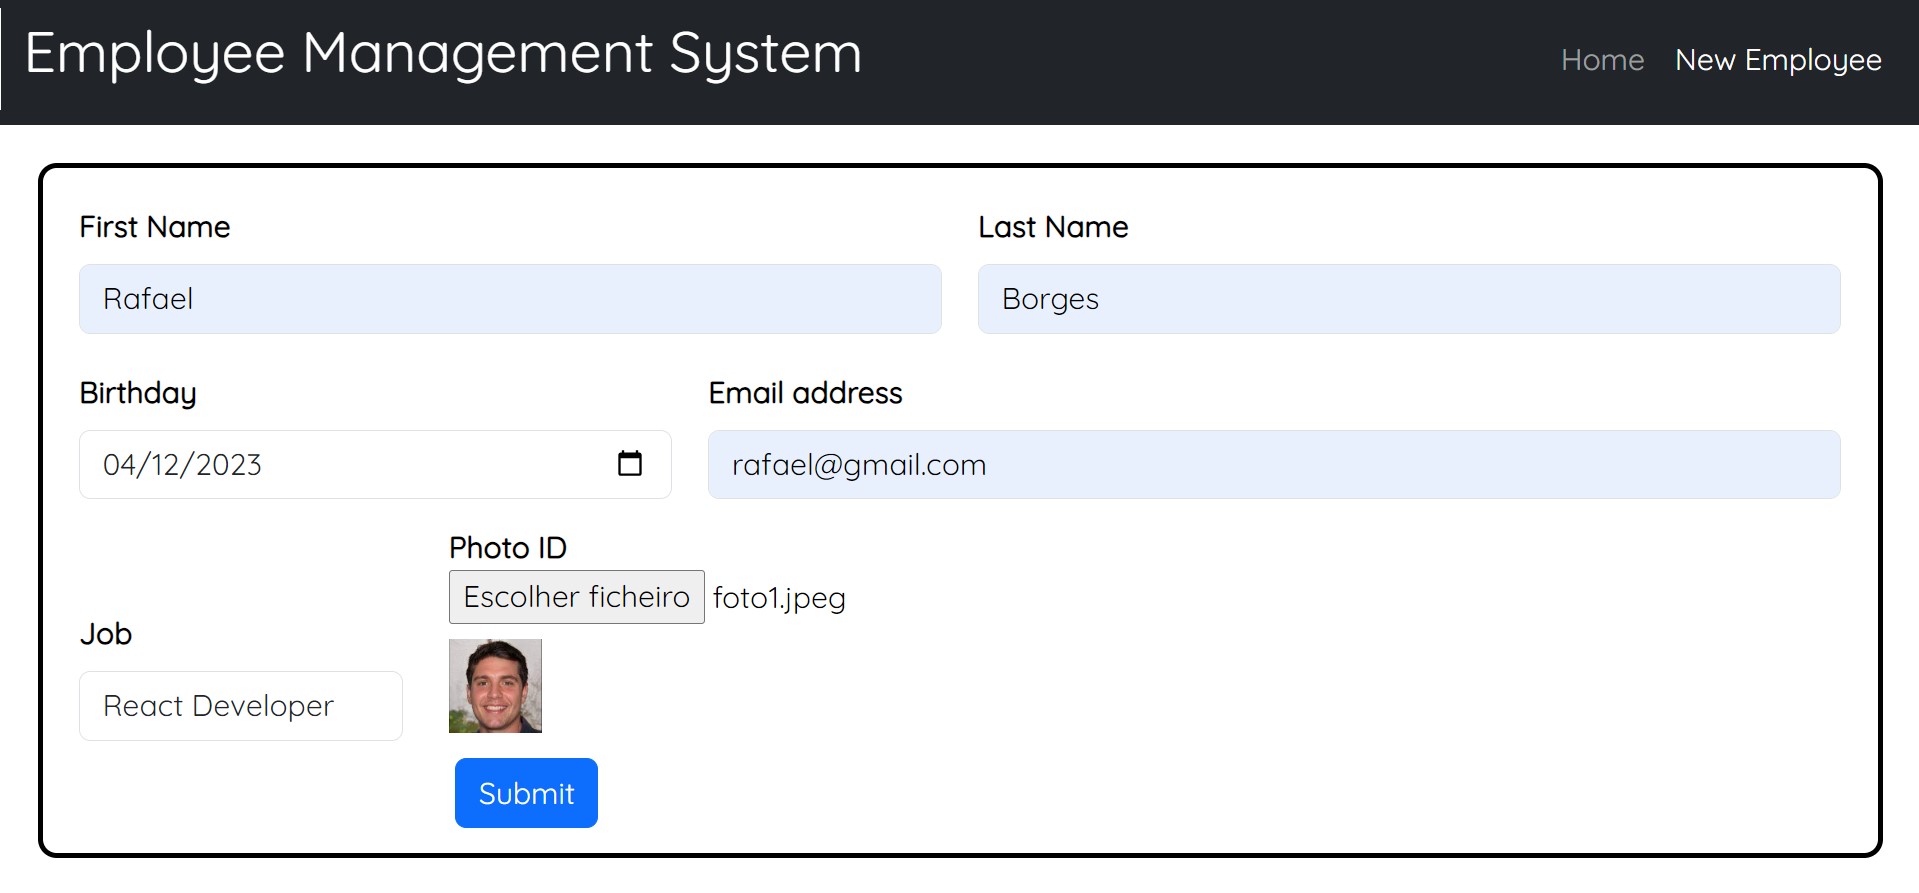 Employee Management System
Home New Employee
First Name
Last Name
Rafael
Borges
Birthday
Email address
04/12/2023
rafael@gmail.com
Photo ID
Escolher ficheiro foto1.jpeg
Job
React Developer
Submit